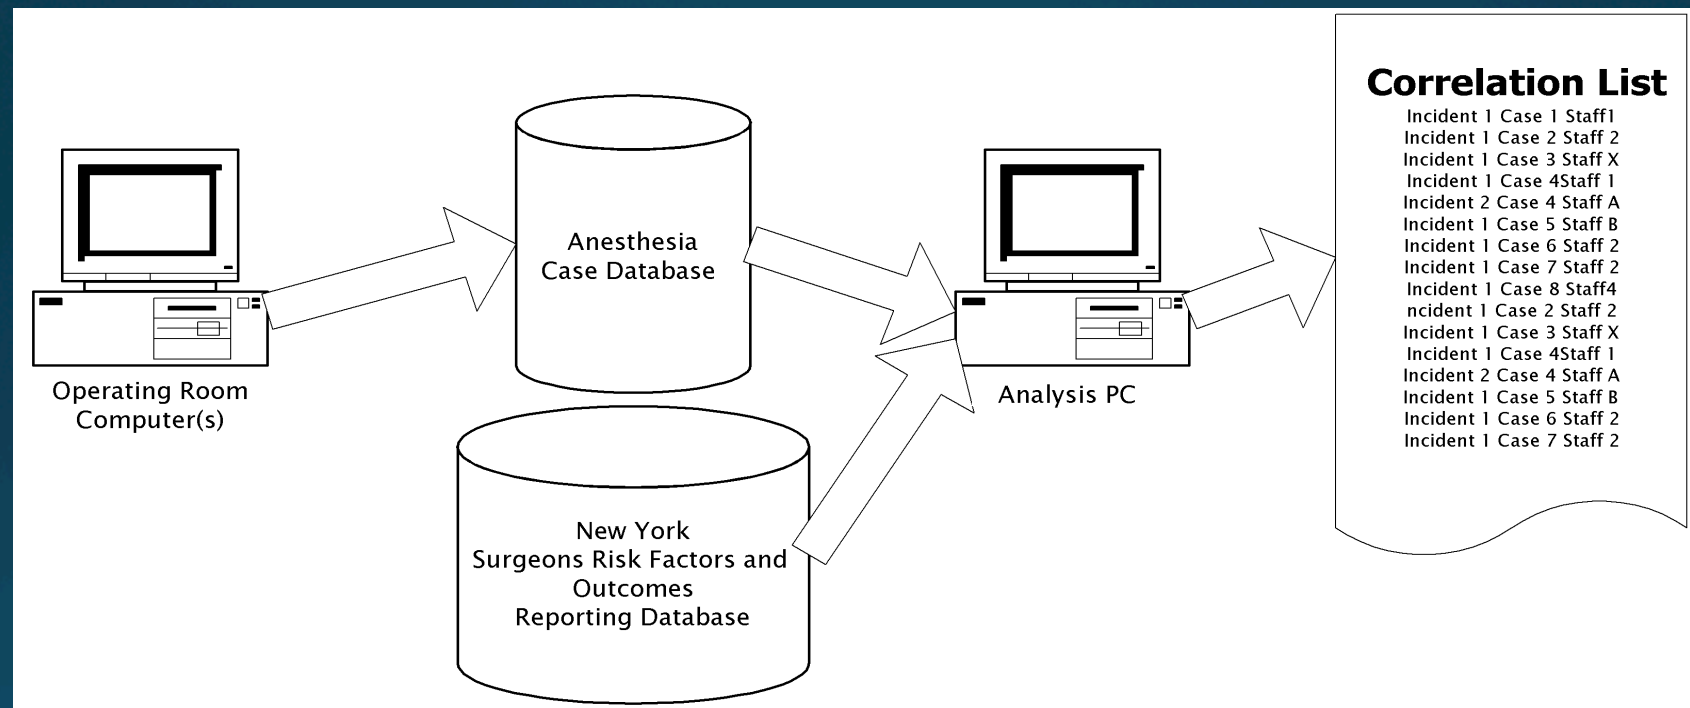 Operating Room
Computer(s)
Anesthesia
Case Database
New York
Surgeons Risk Factors and
Outcomes
Reporting Database
Analysis PC
Correlation List
Incident 1 Case 1 Staff1
Incident 1 Case 2 Staff 2
Incident 1 Case 3 Staff X
Incident 1 Case 4Staff 1
Incident 2 Case 4 Staff A
Incident 1 Case 5 Staff B
Incident 1 Case 6 Staff 2
Incident 1 Case 7 Staff 2
Incident 1 Case 8 Staff4
ncident 1 Case 2 Staff 2
Incident 1 Case 3 Staff X
Incident 1 Case 4Staff 1
Incident 2 Case 4 Staff A
Incident 1 Case 5 Staff B
Incident 1 Case 6 Staff 2
Incident 1 Case 7 Staff 2